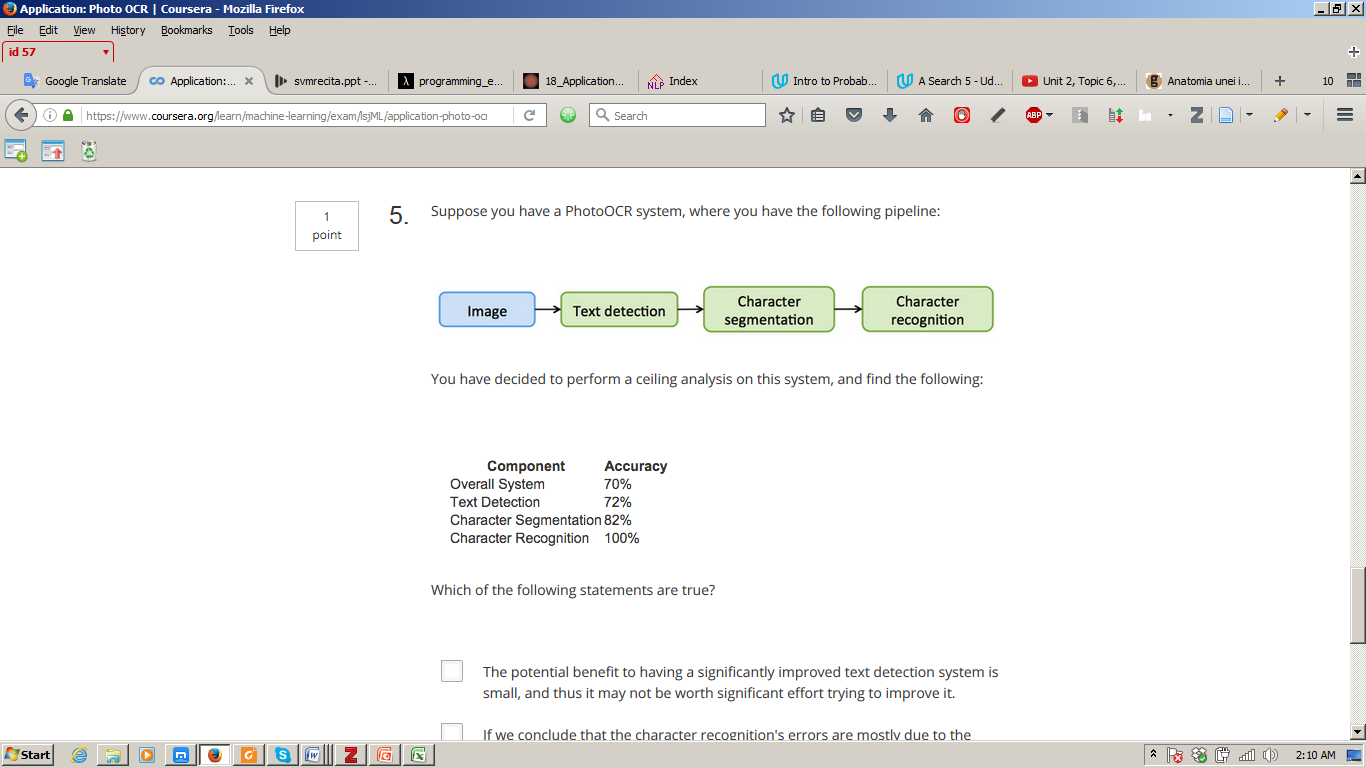 Application: Photo OCR | Coursera - Mozilla Firefox
File Edit View History Bookmarks Tools Help
id 57
Google Translate Application:... svmrecita.ppt -... programming_e... 18_Application... NLP Index Intro to Probab... A Search 5 - Ud... Unit 2, Topic 6,... Anatomia unei i... 10
https://www.coursera.org/learn/machine-learning/exam/lsjML/application-photo-oci Search ABP
1
point
5. Suppose you have a PhotoOCR system, where you have the following pipeline:
Image Text detection Character segmentation Character recognition
You have decided to perform a ceiling analysis on this system, and find the following:
Component Accuracy
Overall System 70%
Text Detection 72%
Character Segmentation 82%
Character Recognition 100%
Which of the following statements are true?
The potential benefit to having a significantly improved text detection system is
small, and thus it may not be worth significant effort trying to improve it.
If we conclude that the character recognition's errors are mostly due to the
Start 2:10 AM